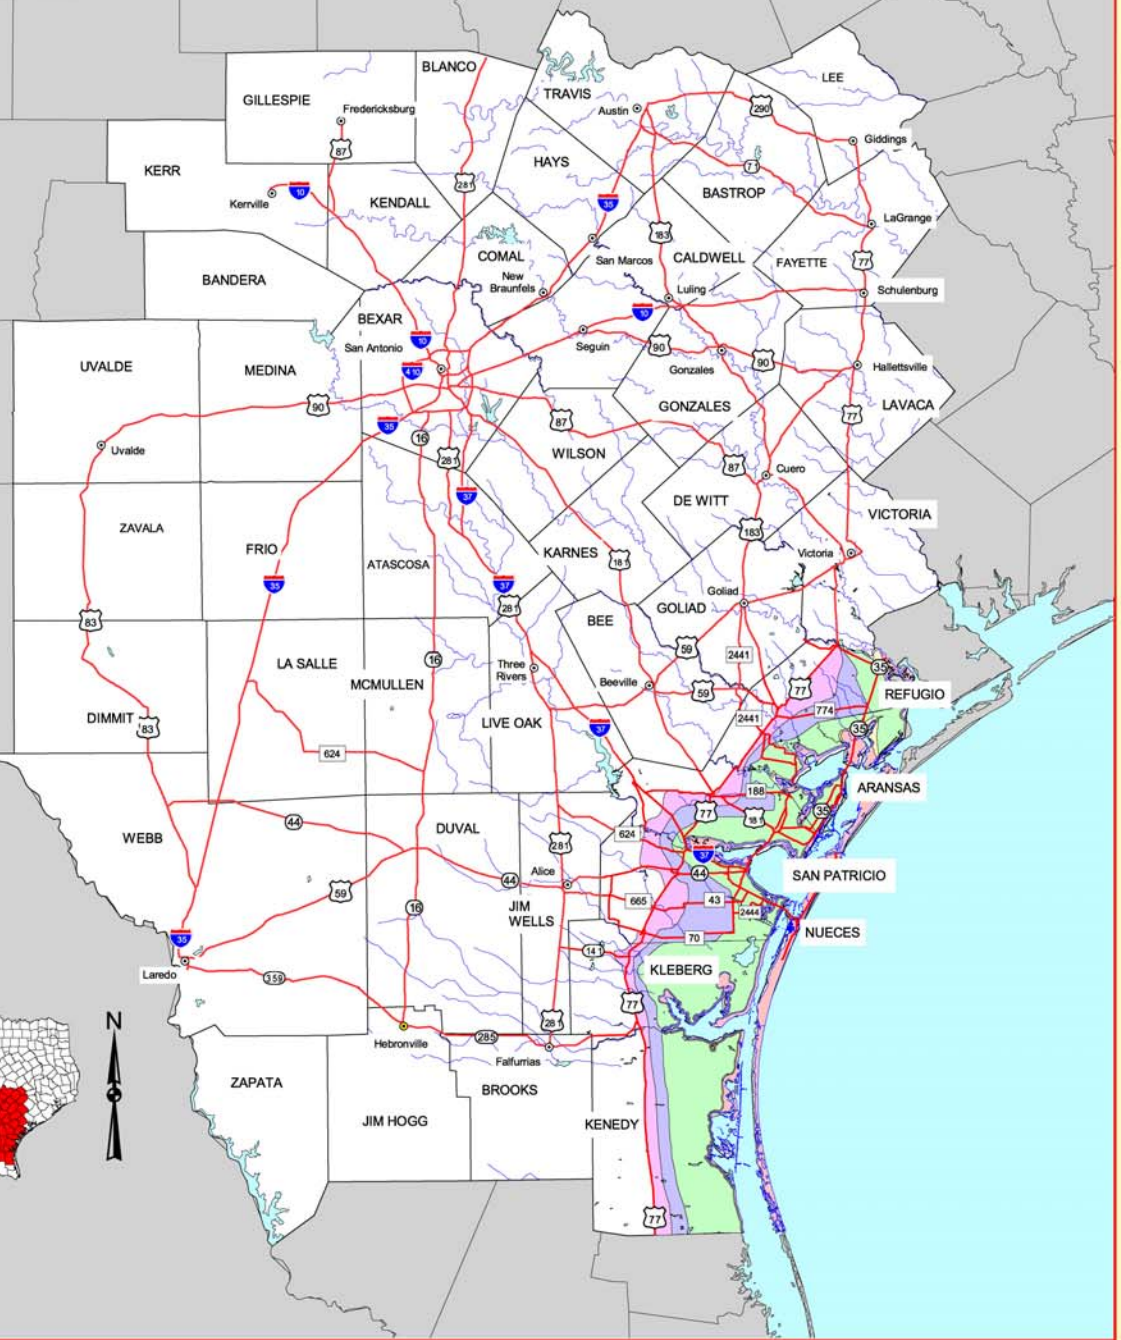 BLANCO
LEE
TRAVIS
GILLESPIE
Fredericksburg
Austin
290
Giddings
87
HAYS
71
KERR
10
281
BASTROP
Kerrville
KENDALL
35
LaGrange
183
COMAL
San Marcos
CALDWELL
FAYETTE
77
BANDERA
New
Braunfels
Luling
Schulenburg
BEXAR
10
San Antonio
10
Seguin
90
90
UVALDE
MEDINA
410
Gonzales
Hallettsville
90
GONZALES
LAVACA
35
87
77
16
Uvalde
281
WILSON
87
Cuero
37
DE WITT
VICTORIA
ZAVALA
183
FRIO
ATASCOSA
KARNES
181
Victoria
35
37
Goliad
281
GOLIAD
83
BEE
59
2441
LA SALLE
16
Three
Rivers
35
MCMULLEN
Beeville
59
77
REFUGIO
DIMMIT
LIVE OAK
2441
774
83
37
35
624
ARANSAS
188
44
77
181
35
WEBB
DUVAL
624
281
37
Alice
44
SAN PATRICIO
59
44
16
JIM
WELLS
665
43
2444
35
NUECES
70
141
Laredo
359
KLEBERG
77
281
N
Hebronville
285
Falfurrias
ZAPATA
BROOKS
JIM HOGG
KENEDY
77